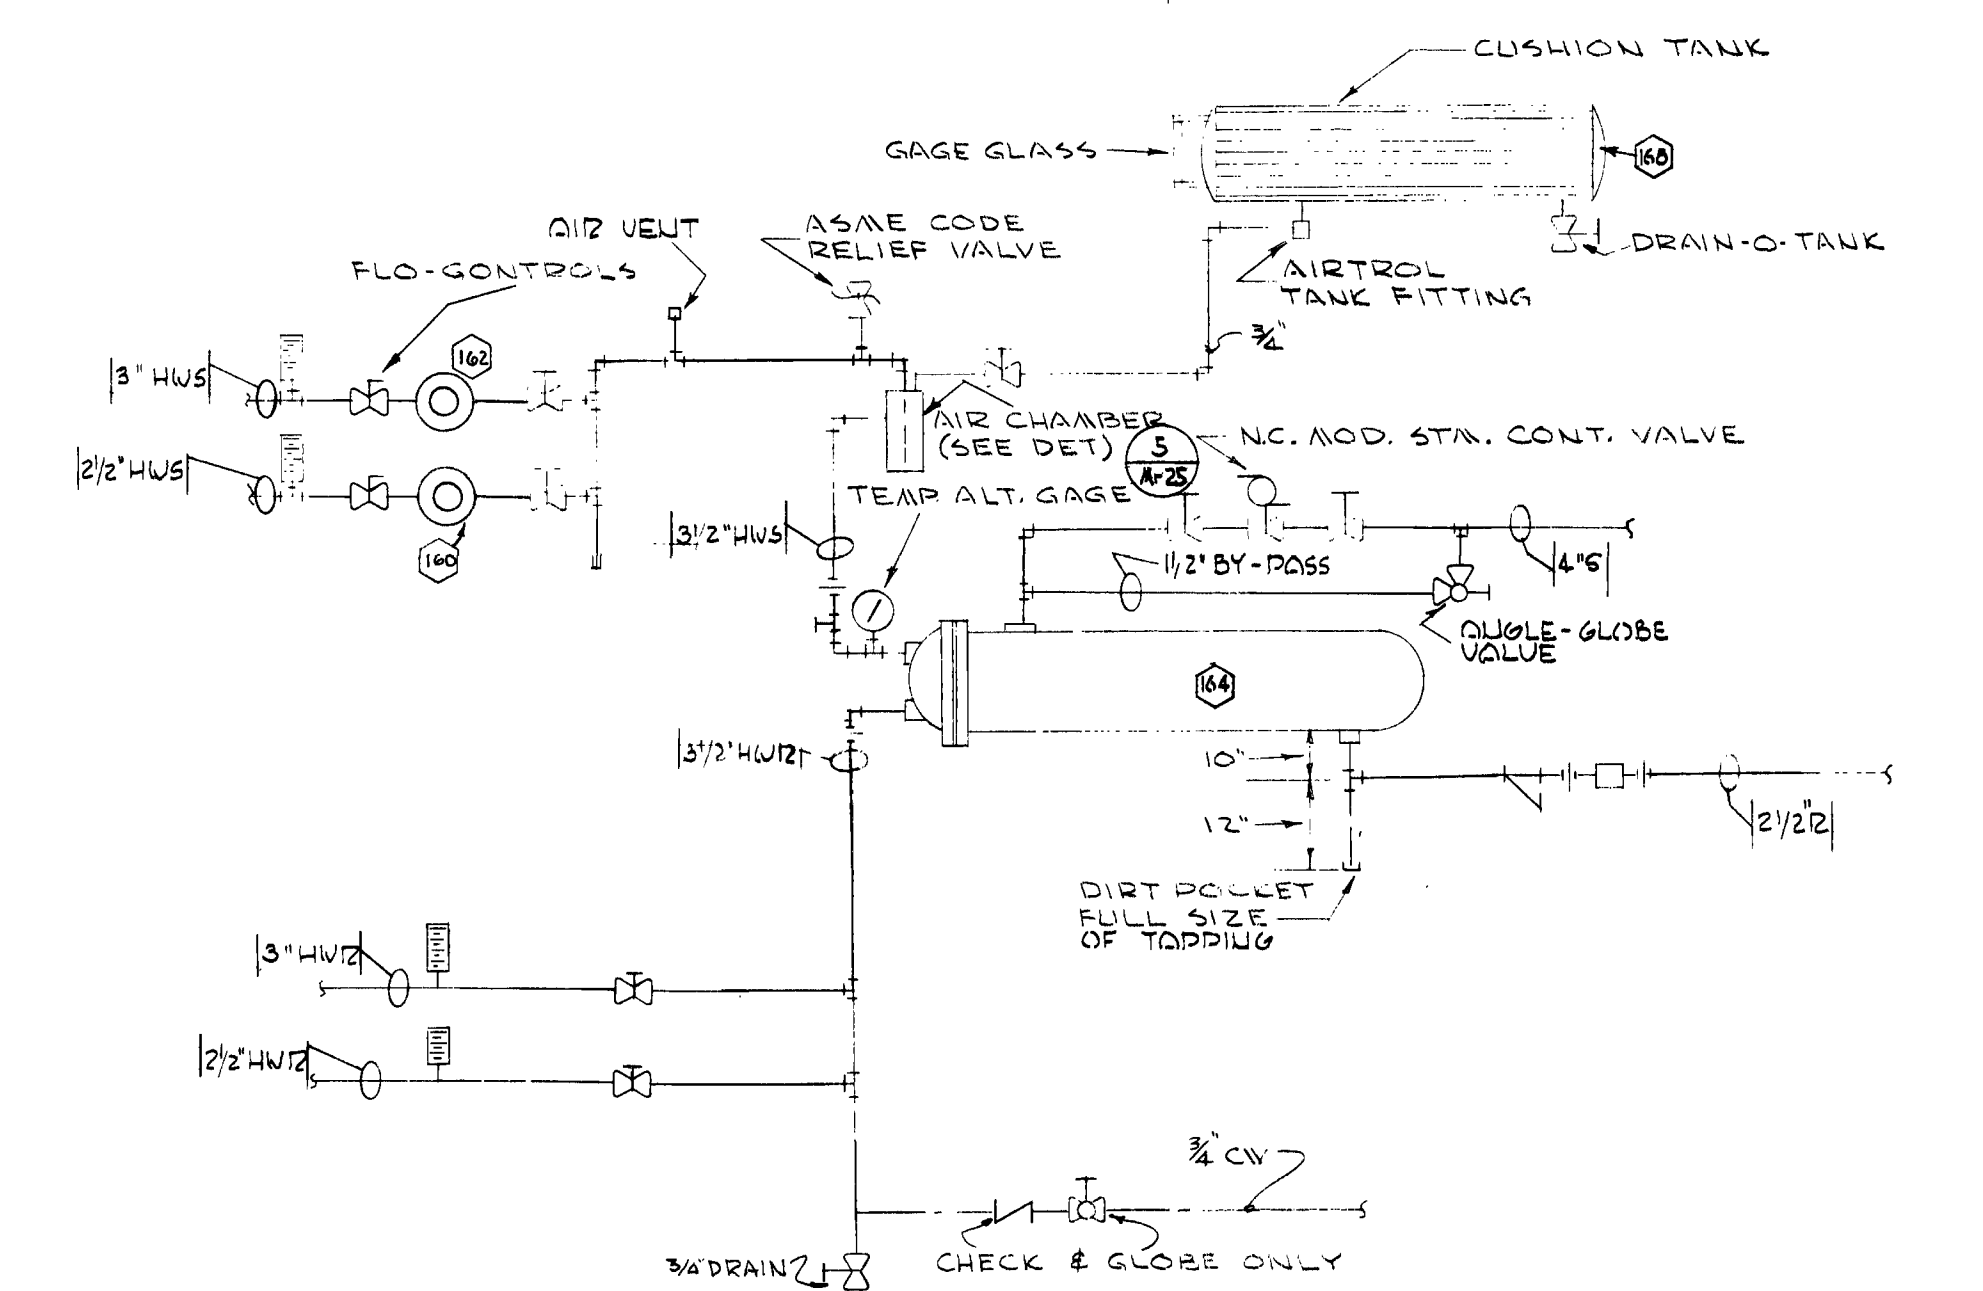 CUSHION TANK
GAGE GLASS
168
AIR VENT
ASME CODE
RELIEF VALVE
DRAIN-O-TANK
FLO-GONTROLS
AIRTROL
TANK FITTING
3/4"
162
3" HWS
AIR CHAMBER
(SEE DET)
5
M-25
N.C. MOD. STM. CONT. VALVE
2 1/2" HWS
TEMP. ALT. GAGE
160
3 1/2" HWS
1 1/2" BY-PASS
4" S
ANGLE-GLOBE
VALVE
164
3 1/2" HWR
10"
12"
2 1/2" R
DIRT POCKET
FULL SIZE
OF TAPPING
3" HWR
2 1/2" HWR
3/4" CW
3/4" DRAIN
CHECK & GLOBE ONLY